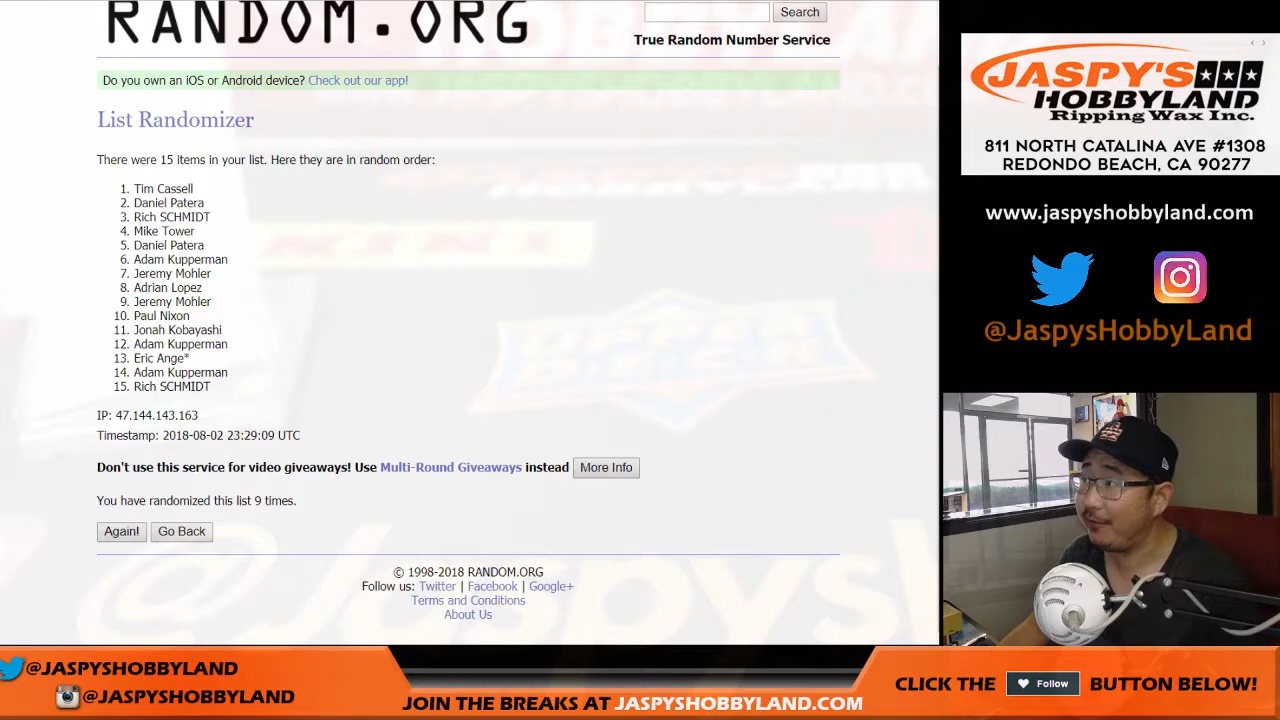 RANDOM.ORG
Search
True Random Number Service
Do you own an iOS or Android device? Check out our app!
List Randomizer
There were 15 items in your list. Here they are in random order:
1. Tim Cassell
2. Daniel Patera
3. Rich SCHMIDT
4. Mike Tower
5. Daniel Patera
6. Adam Kupperman
7. Jeremy Mohler
8. Adrian Lopez
9. Jeremy Mohler
10. Paul Nixon
11. Jonah Kobayashi
12. Adam Kupperman
13. Eric Ange*
14. Adam Kupperman
15. Rich SCHMIDT
IP: 47.144.143.163
Timestamp: 2018-08-02 23:29:09 UTC
Don't use this service for video giveaways! Use Multi-Round Giveaways instead More Info
You have randomized this list 9 times.
Again! Go Back
© 1998-2018 RANDOM.ORG
Follow us: Twitter | Facebook | Google+
Terms and Conditions
About Us
JASPY'S
HOBBYLAND
Ripping Wax Inc.
811 NORTH CATALINA AVE #1308
REDONDO BEACH, CA 90277
www.jaspyshobbyland.com
@JaspysHobbyLand
@JASPYSHOBBYLAND
@JASPYSHOBBYLAND
JOIN THE BREAKS AT JASPYSHOBBYLAND.COM
CLICK THE Follow BUTTON BELOW!